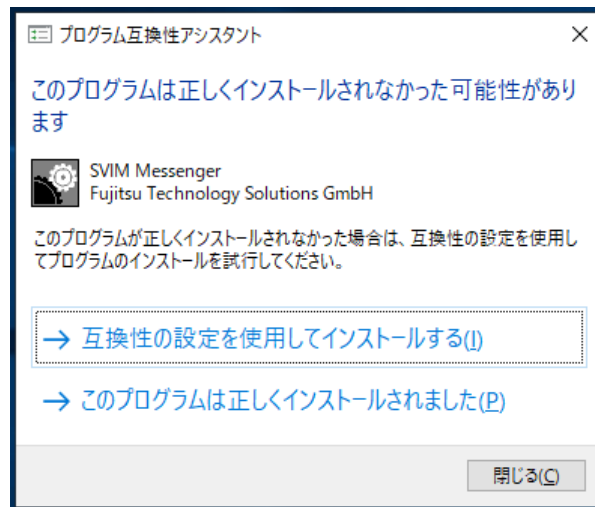 プログラム互換性アシスタント
このプログラムは正しくインストールされなかった可能性があり
ます
SVIM Messenger
Fujitsu Technology Solutions GmbH
このプログラムが正しくインストールされなかった場合は、互換性の設定を使用し
てプログラムのインストールを試行してください。
→ 互換性の設定を使用してインストールする(I)
→ このプログラムは正しくインストールされました(P)
閉じる(C)